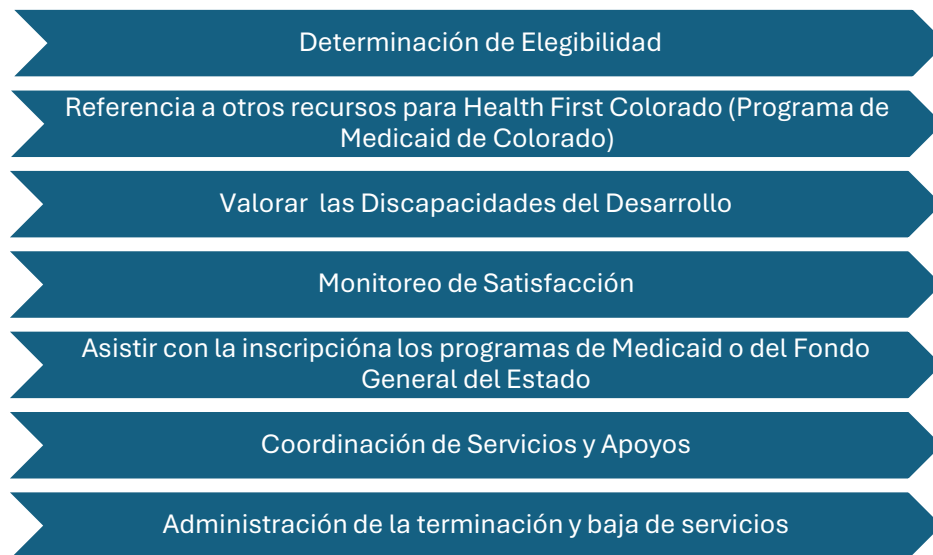 Determinación de Elegibilidad
Referencia a otros recursos para Health First Colorado (Programa de
Medicaid de Colorado)
Valorar  las Discapacidades del Desarrollo
Monitoreo de Satisfacción
Asistir con la inscripcióna los programas de Medicaid o del Fondo
General del Estado
Coordinación de Servicios y Apoyos
Administración de la terminación y baja de servicios